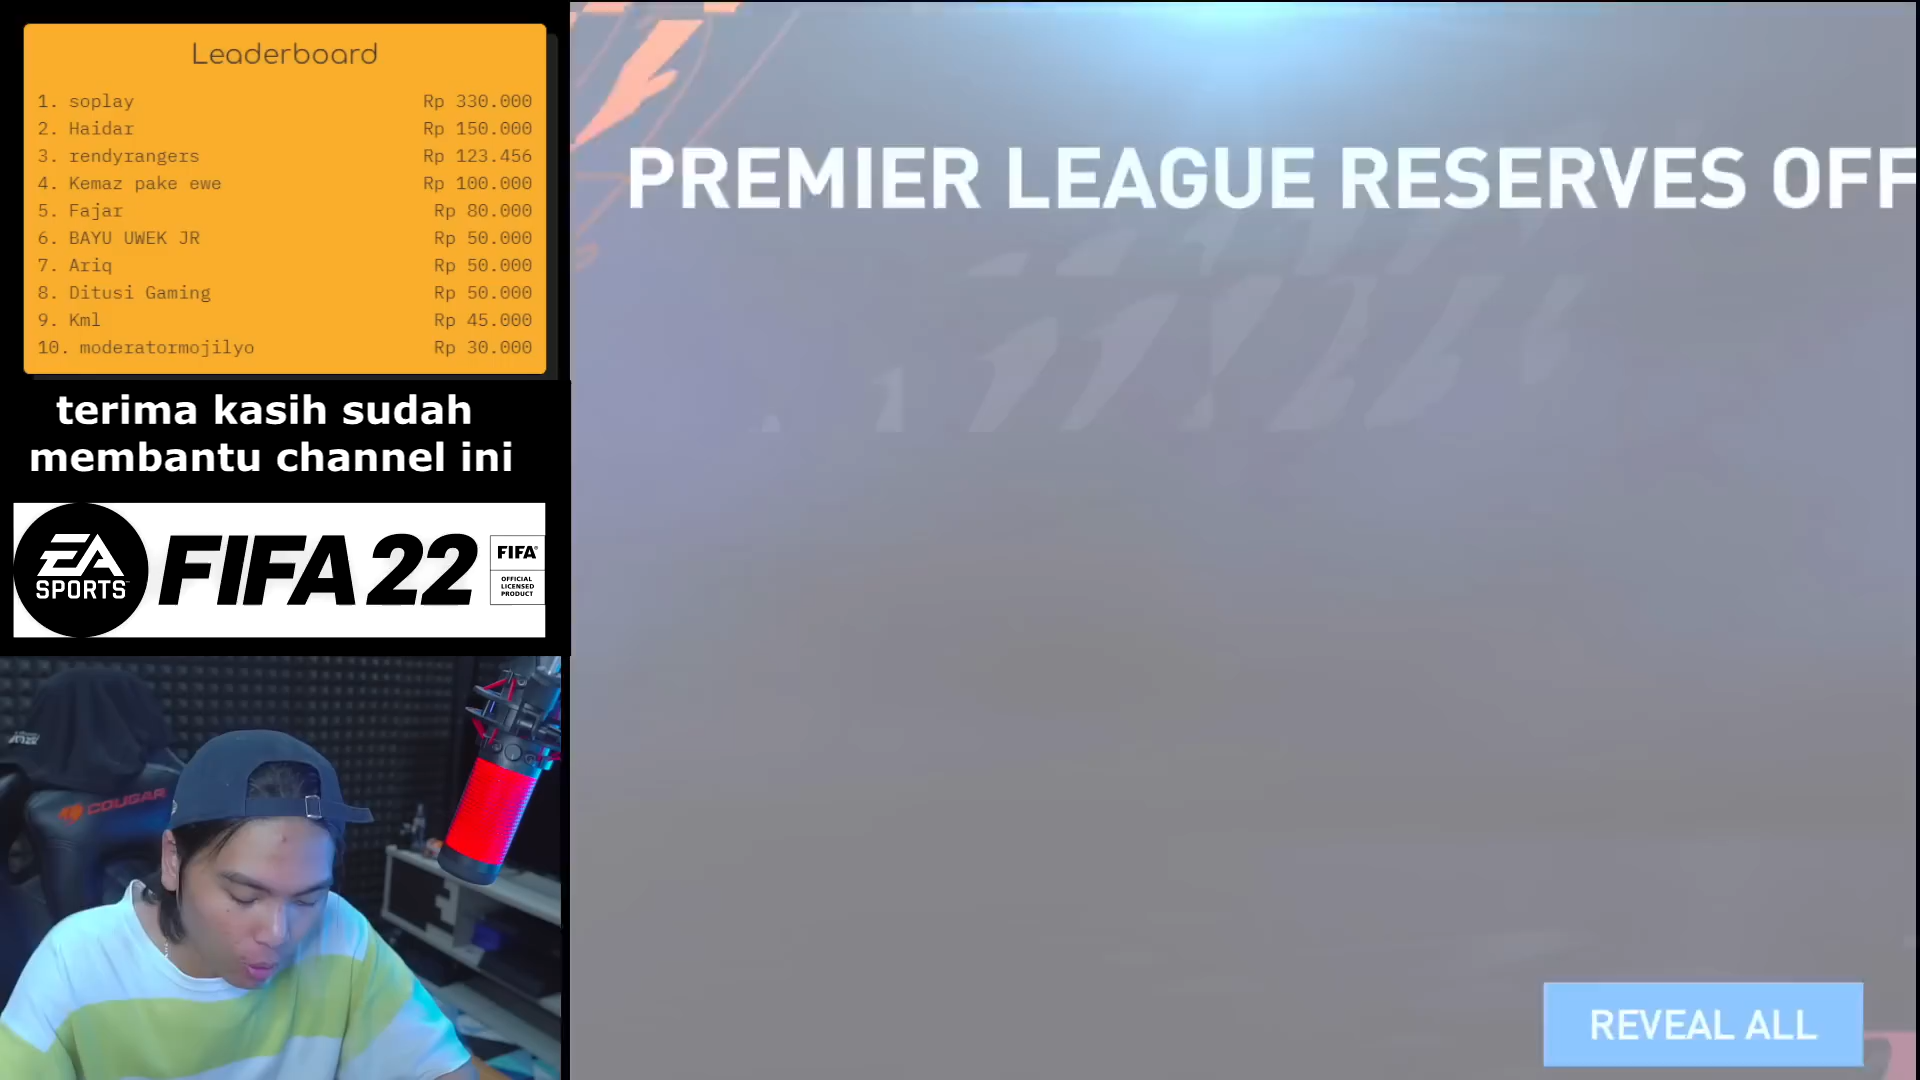 Leaderboard
1. soplay Rp 330.000
2. Haidar Rp 150.000
3. rendyrangers Rp 123.456
4. Kemaz pake ewe Rp 100.000
5. Fajar Rp 80.000
6. BAYU UWEK JR Rp 50.000
7. Ariq Rp 50.000
8. Ditusi Gaming Rp 50.000
9. Kml Rp 45.000
10. moderatormojilyo Rp 30.000
terima kasih sudah
membantu channel ini
EA
SPORTS
FIFA 22
FIFA
OFFICIAL
LICENSED
PRODUCT
COUGAR
PREMIER LEAGUE RESERVES OFF
REVEAL ALL